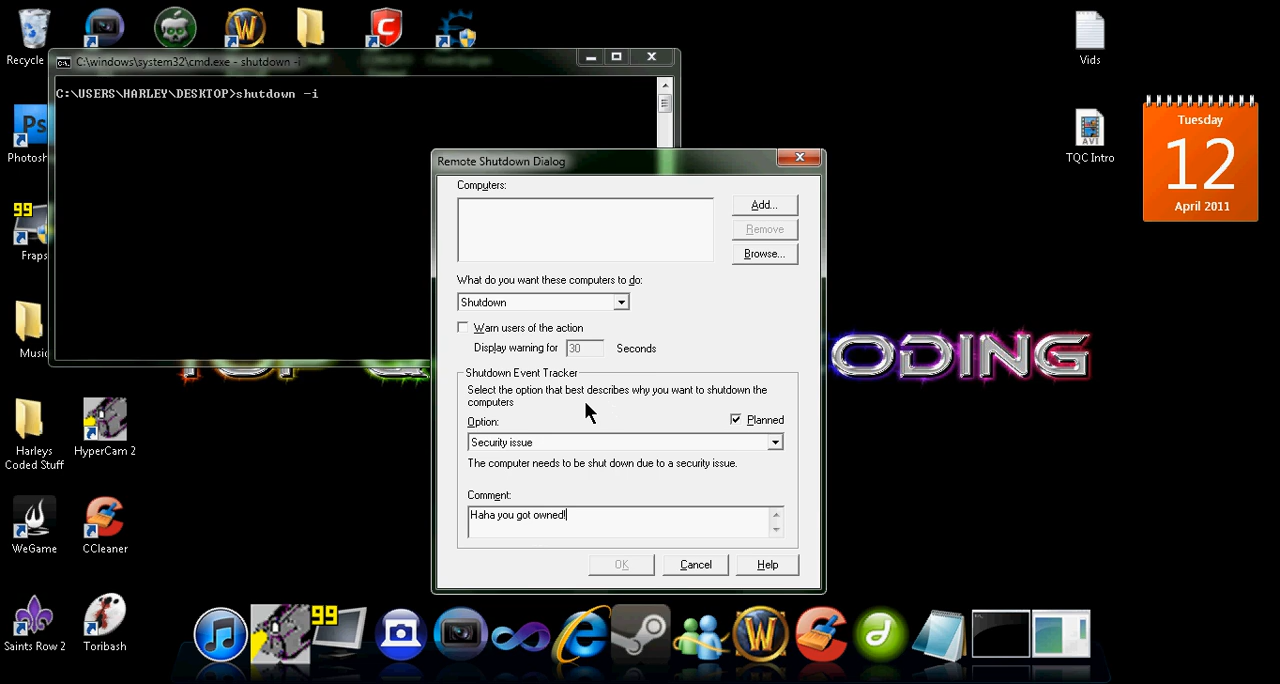 Recycle
Vids
C:\windows\system32\cmd.exe - shutdown -i
C:\USERS\HARLEY\DESKTOP>shutdown -i
Tuesday
12
April 2011
Ps
Photosh
TQC Intro
AVI
Remote Shutdown Dialog
Computers:
Add...
Remove
Browse...
99
Fraps
What do you want these computers to do:
Shutdown
Warn users of the action
Display warning for 30 Seconds
Music
ODING
Shutdown Event Tracker
Select the option that best describes why you want to shutdown the
computers
Option:
Planned
Security issue
The computer needs to be shut down due to a security issue.
Comment:
Haha you got owned!
OK
Cancel
Help
Harleys
Coded Stuff
HyperCam 2
WeGame
CCleaner
Saints Row 2
Toribash
99